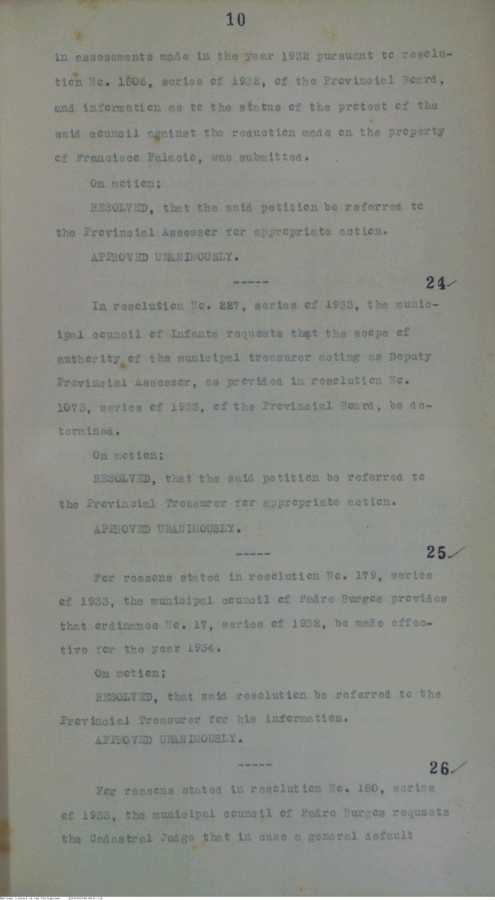 10
in assessments made in the year 1932 pursuant to resolu-
tion No. 1506, series of 1932, of the Provincial Board,
and information as to the status of the protest of the
said council against the reduction made on the property
of Francisco Palacio, was submitted.
On motion;
RESOLVED, that the said petition be referred to
the Provincial Assessor for appropriate action.
APPROVED UNANIMOUSLY.
-----
24
In resolution No. 227, series of 1933, the munic-
ipal council of Infanta requests that the scope of
authority of the municipal treasurer acting as Deputy
Provincial Assessor, as provided in resolution No.
1073, series of 1933, of the Provincial Board, be de-
termined.
On motion;
RESOLVED, that the said petition be referred to
the Provincial Treasurer for appropriate action.
APPROVED UNANIMOUSLY.
-----
25
For reasons stated in resolution No. 179, series
of 1933, the municipal council of Padre Burgos provides
that ordinance No. 17, series of 1932, be made effec-
tive for the year 1934.
On motion;
RESOLVED, that said resolution be referred to the
Provincial Treasurer for his information.
APPROVED UNANIMOUSLY.
-----
26
For reasons stated in resolution No. 180, series
of 1933, the municipal council of Padre Burgos requests
the Cadastral Judge that in case a general default